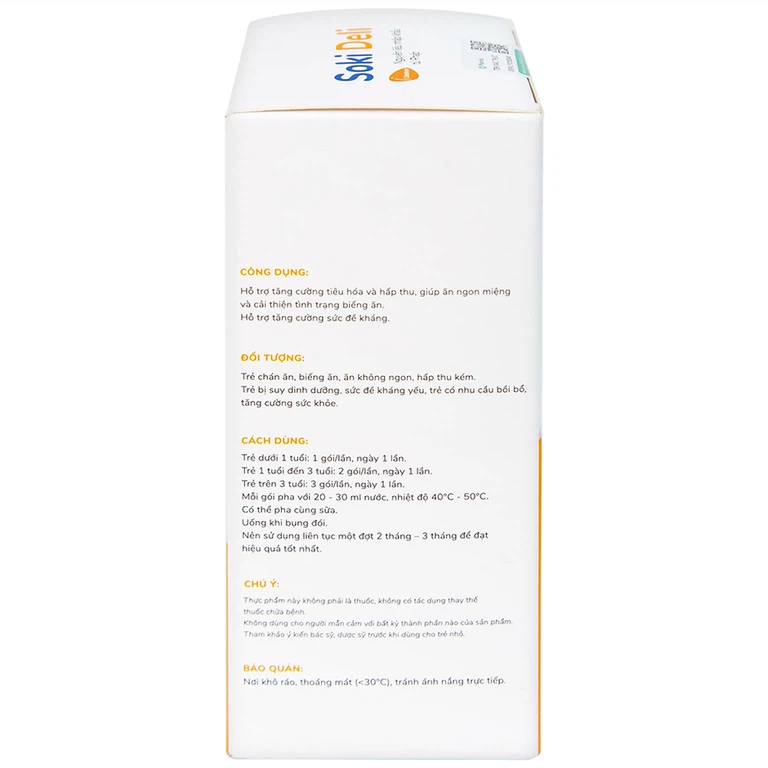 Soki Deli
Nguyên liệu nhập khẩu
từ Pháp
CÔNG DỤNG:
Hỗ trợ tăng cường tiêu hóa và hấp thu, giúp ăn ngon miệng
và cải thiện tình trạng biếng ăn.
Hỗ trợ tăng cường sức đề kháng.
ĐỐI TƯỢNG:
Trẻ chán ăn, biếng ăn, ăn không ngon, hấp thu kém.
Trẻ bị suy dinh dưỡng, sức đề kháng yếu, trẻ có nhu cầu bồi bổ,
tăng cường sức khỏe.
CÁCH DÙNG:
Trẻ dưới 1 tuổi: 1 gói/lần, ngày 1 lần.
Trẻ 1 tuổi đến 3 tuổi: 2 gói/lần, ngày 1 lần.
Trẻ trên 3 tuổi: 3 gói/lần, ngày 1 lần.
Mỗi gói pha với 20 - 30 ml nước, nhiệt độ 40°C - 50°C.
Có thể pha cùng sữa.
Uống khi bụng đói.
Nên sử dụng liên tục một đợt 2 tháng – 3 tháng để đạt
hiệu quả tốt nhất.
CHÚ Ý:
Thực phẩm này không phải là thuốc, không có tác dụng thay thế
thuốc chữa bệnh.
Không dùng cho người mẫn cảm với bất kỳ thành phần nào của sản phẩm.
Tham khảo ý kiến bác sỹ, dược sỹ trước khi dùng cho trẻ nhỏ.
BẢO QUẢN:
Nơi khô ráo, thoáng mát (<30°C), tránh ánh nắng trực tiếp.